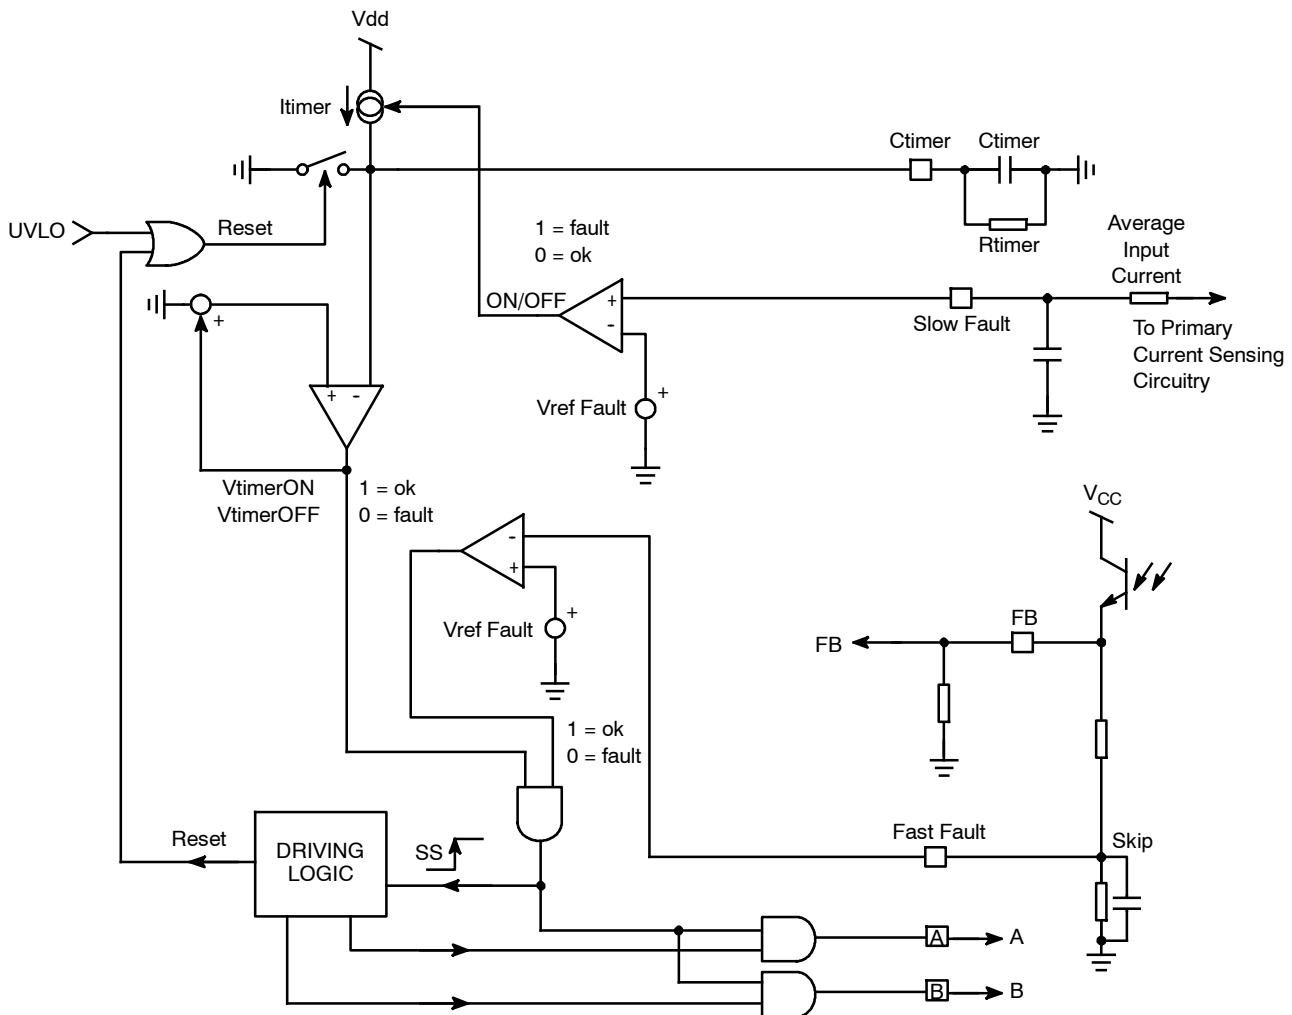 Vdd
Itimer
Ctimer
Ctimer
Rtimer
UVLO
Reset
1 = fault
0 = ok
Average
Input
Current
ON/OFF
+
-
Slow Fault
To Primary
Current Sensing
Circuitry
+
+ -
Vref Fault
+
VtimerON
VtimerOFF
1 = ok
0 = fault
VCC
-
+
Vref Fault
+
FB
FB
1 = ok
0 = fault
Reset
DRIVING
LOGIC
SS
Fast Fault
Skip
A
A
B
B